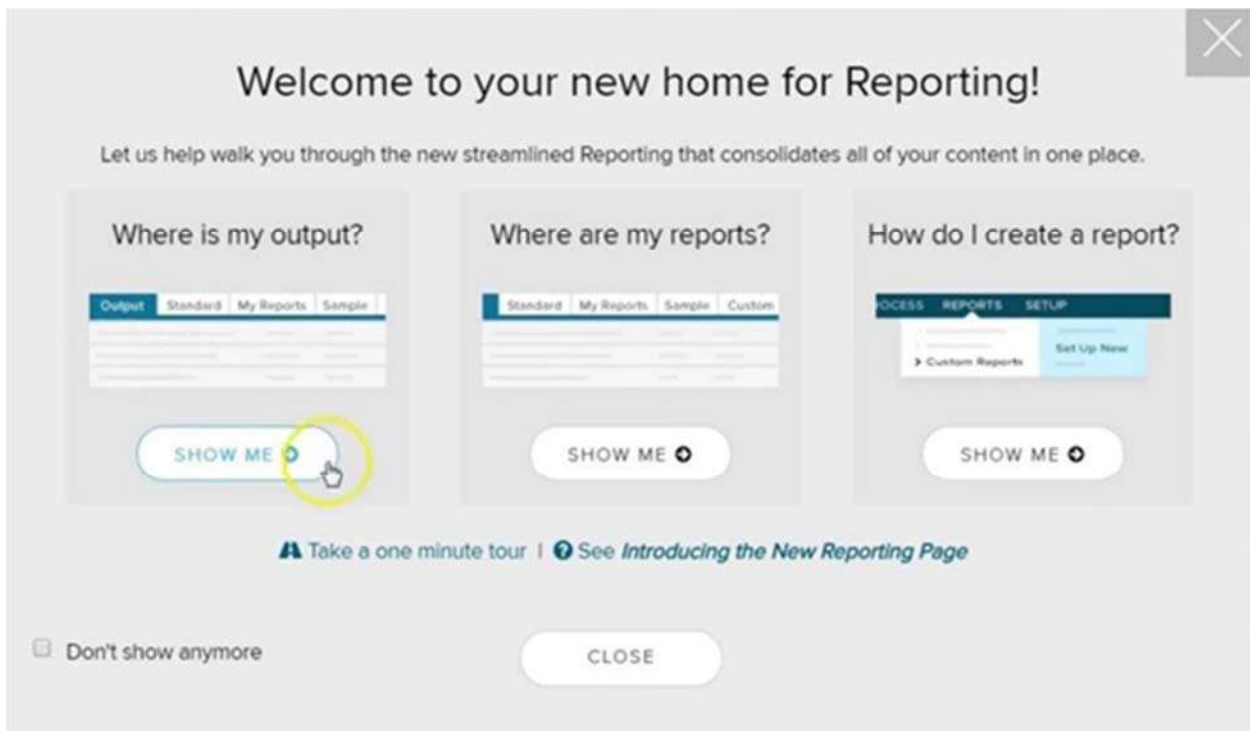 Welcome to your new home for Reporting!
Let us help walk you through the new streamlined Reporting that consolidates all of your content in one place.
Where is my output?
Output Standard My Reports Sample
SHOW ME
Where are my reports?
Standard My Reports Sample Custom
SHOW ME
How do I create a report?
OCESS REPORTS SETUP
Set Up New
> Custom Reports
SHOW ME
Take a one minute tour | See Introducing the New Reporting Page
Don't show anymore
CLOSE